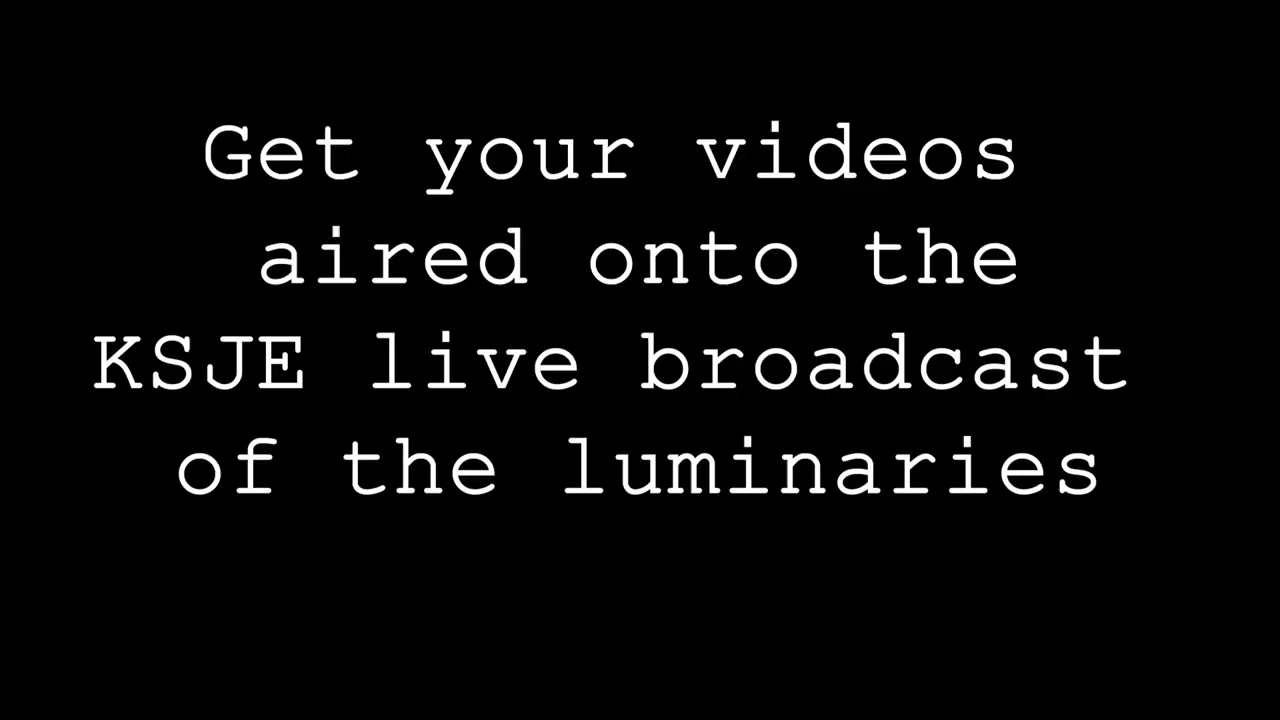 Get your videos
aired onto the
KSJE live broadcast
of the luminaries